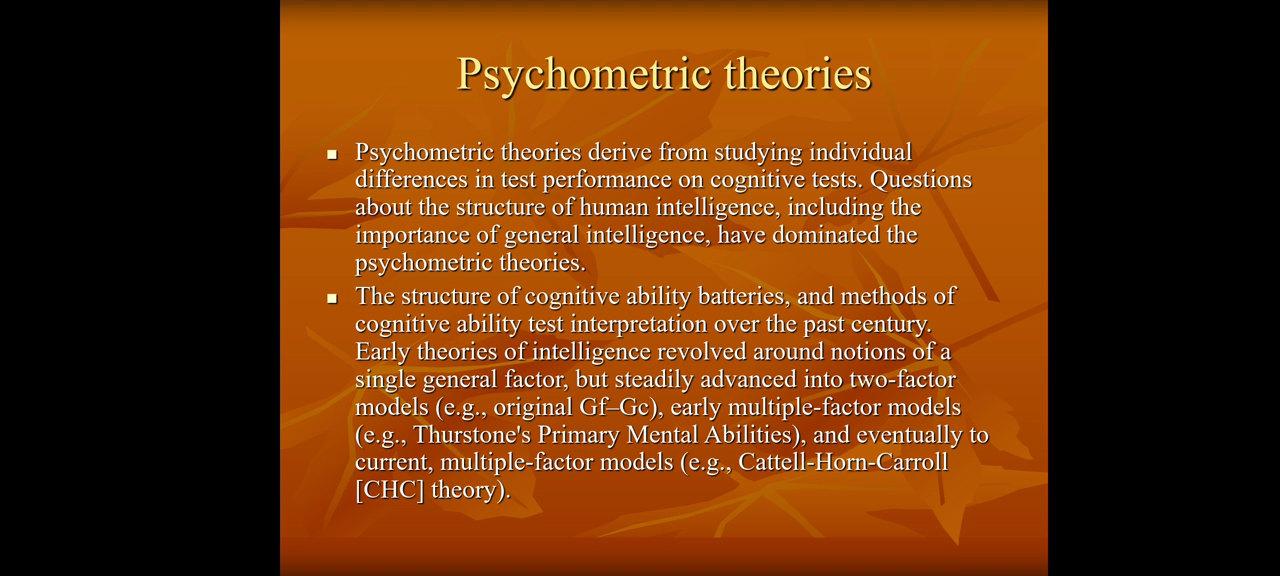 Psychometric theories
Psychometric theories derive from studying individual
differences in test performance on cognitive tests. Questions
about the structure of human intelligence, including the
importance of general intelligence, have dominated the
psychometric theories.
The structure of cognitive ability batteries, and methods of
cognitive ability test interpretation over the past century.
Early theories of intelligence revolved around notions of a
single general factor, but steadily advanced into two-factor
models (e.g., original Gf–Gc), early multiple-factor models
(e.g., Thurstone's Primary Mental Abilities), and eventually to
current, multiple-factor models (e.g., Cattell-Horn-Carroll
[CHC] theory).